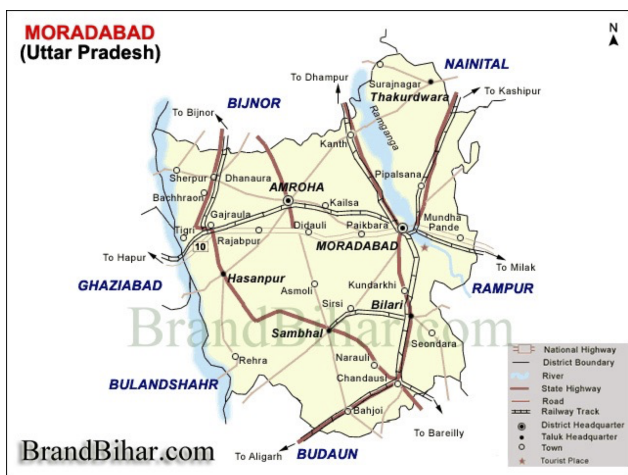 MORADABAD
(Uttar Pradesh)
N
NAINITAL
To Dhampur
Surajnagar
Thakurdwara
To Kashipur
BIJNOR
To Bijnor
Ramganga
Kanth
Sherpur
Dhanaura
Pipalsana
Bachhraon
AMROHA
Kailsa
Gajraula
Tigri
Rajabpur
Didauli
Paikbara
Mundha
Pande
MORADABAD
10
To Hapur
To Milak
GHAZIABAD
Hasanpur
RAMPUR
Asmoli
Kundarkhi
Sirsi
Bilari
BrandBihar.com
Sambhal
Seondara
Rehra
Narauli
Chandausi
BULANDSHAHR
Bahjoi
To Bareilly
To Aligarh
BUDAUN
BrandBihar.com
National Highway
District Boundary
River
State Highway
Road
Railway Track
District Headquarter
Taluk Headquarter
Town
Tourist Place